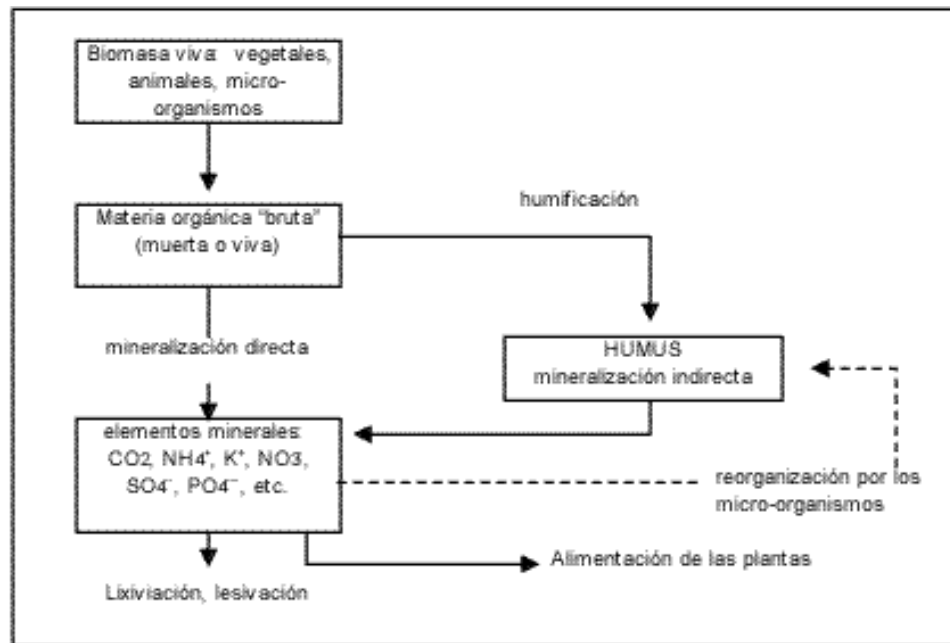 Biomasa viva: vegetales,
animales, micro-
organismos
humificación
Materia orgánica "bruta"
(muerta o viva)
mineralización directa
HUMUS
mineralización indirecta
elementos minerales:
CO2, NH4⁺, K⁺, NO3,
SO4⁻, PO4⁻⁻, etc.
reorganización por los
micro-organismos
Alimentación de las plantas
Lixiviación, lesivación